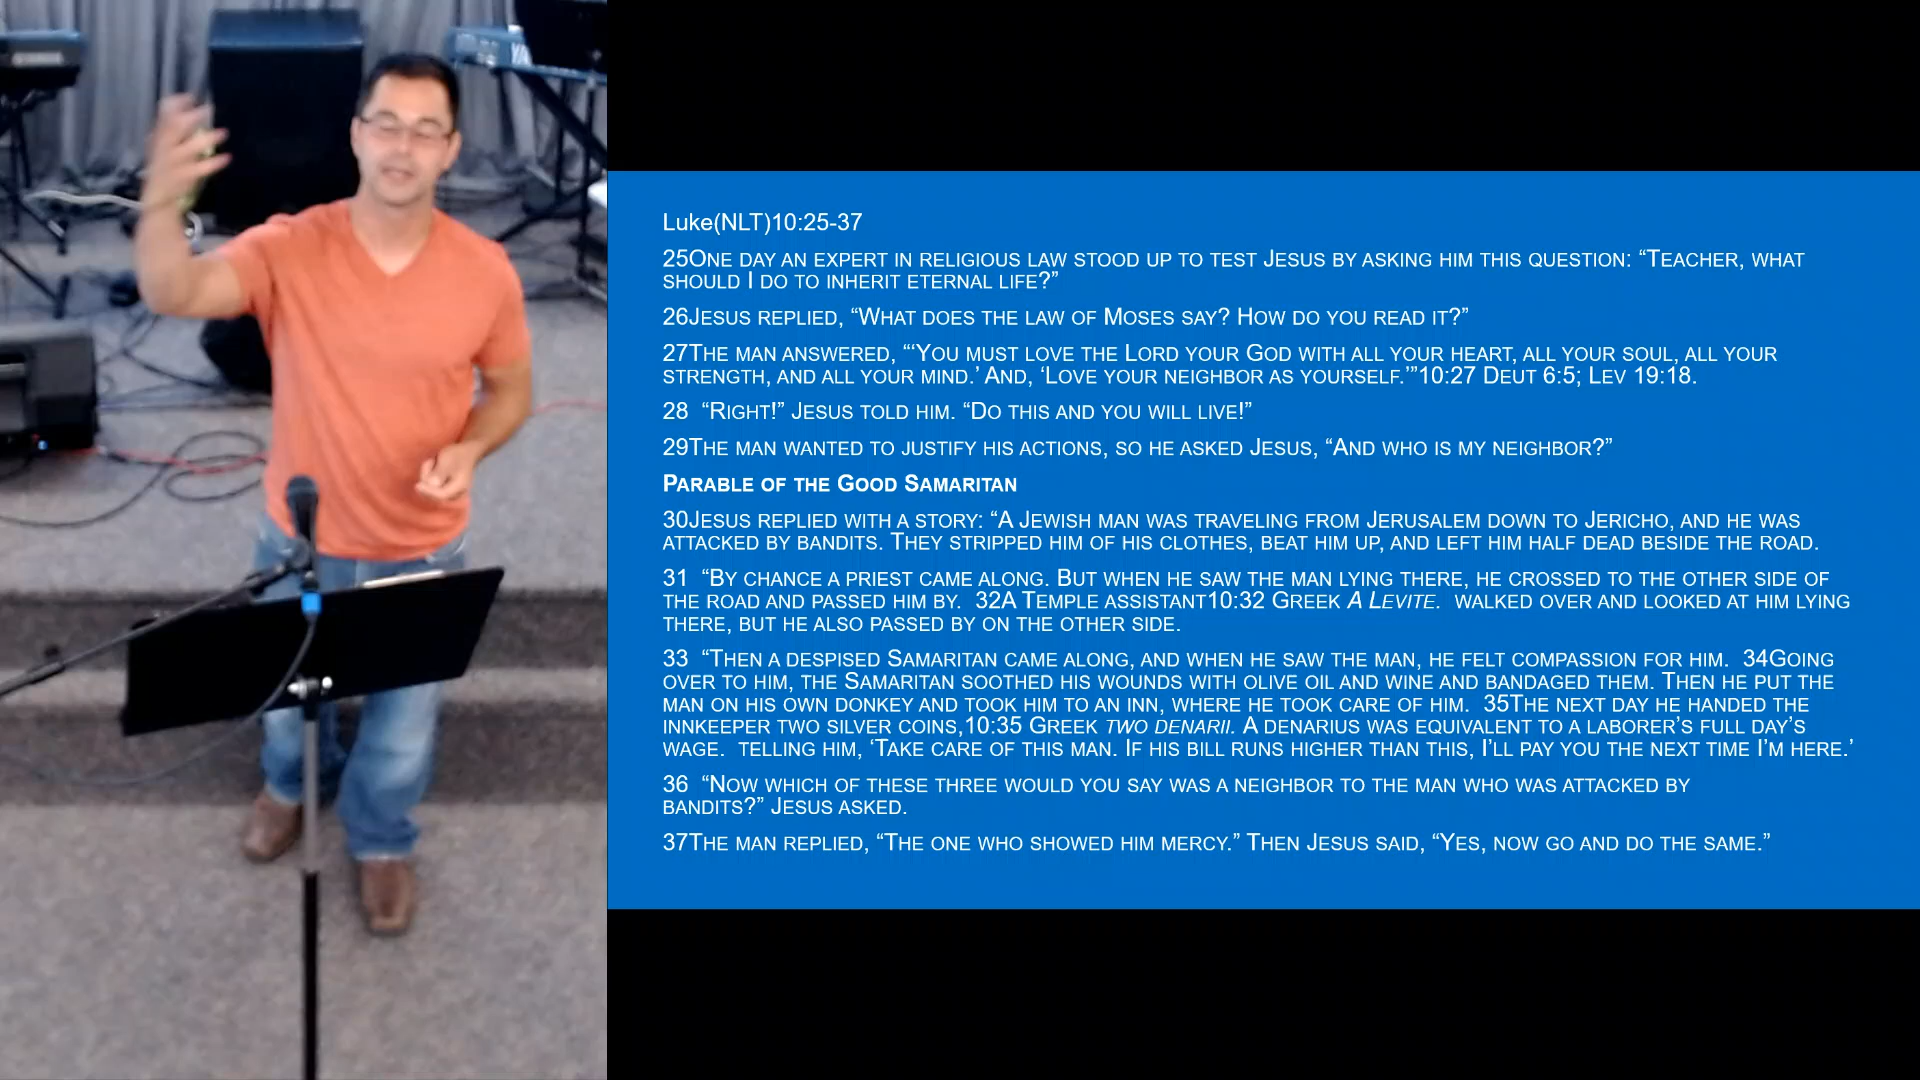 Luke(NLT)10:25-37
25One day an expert in religious law stood up to test Jesus by asking him this question: “Teacher, what
should I do to inherit eternal life?”
26Jesus replied, “What does the law of Moses say? How do you read it?”
27The man answered, “‘You must love the Lord your God with all your heart, all your soul, all your
strength, and all your mind.’ And, ‘Love your neighbor as yourself.’”10:27 Deut 6:5; Lev 19:18.
28 “Right!” Jesus told him. “Do this and you will live!”
29The man wanted to justify his actions, so he asked Jesus, “And who is my neighbor?”
Parable of the Good Samaritan
30Jesus replied with a story: “A Jewish man was traveling from Jerusalem down to Jericho, and he was
attacked by bandits. They stripped him of his clothes, beat him up, and left him half dead beside the road.
31 “By chance a priest came along. But when he saw the man lying there, he crossed to the other side of
the road and passed him by. 32A Temple assistant10:32 Greek A Levite. walked over and looked at him lying
there, but he also passed by on the other side.
33 “Then a despised Samaritan came along, and when he saw the man, he felt compassion for him. 34Going
over to him, the Samaritan soothed his wounds with olive oil and wine and bandaged them. Then he put the
man on his own donkey and took him to an inn, where he took care of him. 35The next day he handed the
innkeeper two silver coins,10:35 Greek two denarii. A denarius was equivalent to a laborer’s full day’s
wage. telling him, ‘Take care of this man. If his bill runs higher than this, I’ll pay you the next time I’m here.’
36 “Now which of these three would you say was a neighbor to the man who was attacked by
bandits?” Jesus asked.
37The man replied, “The one who showed him mercy.” Then Jesus said, “Yes, now go and do the same.”